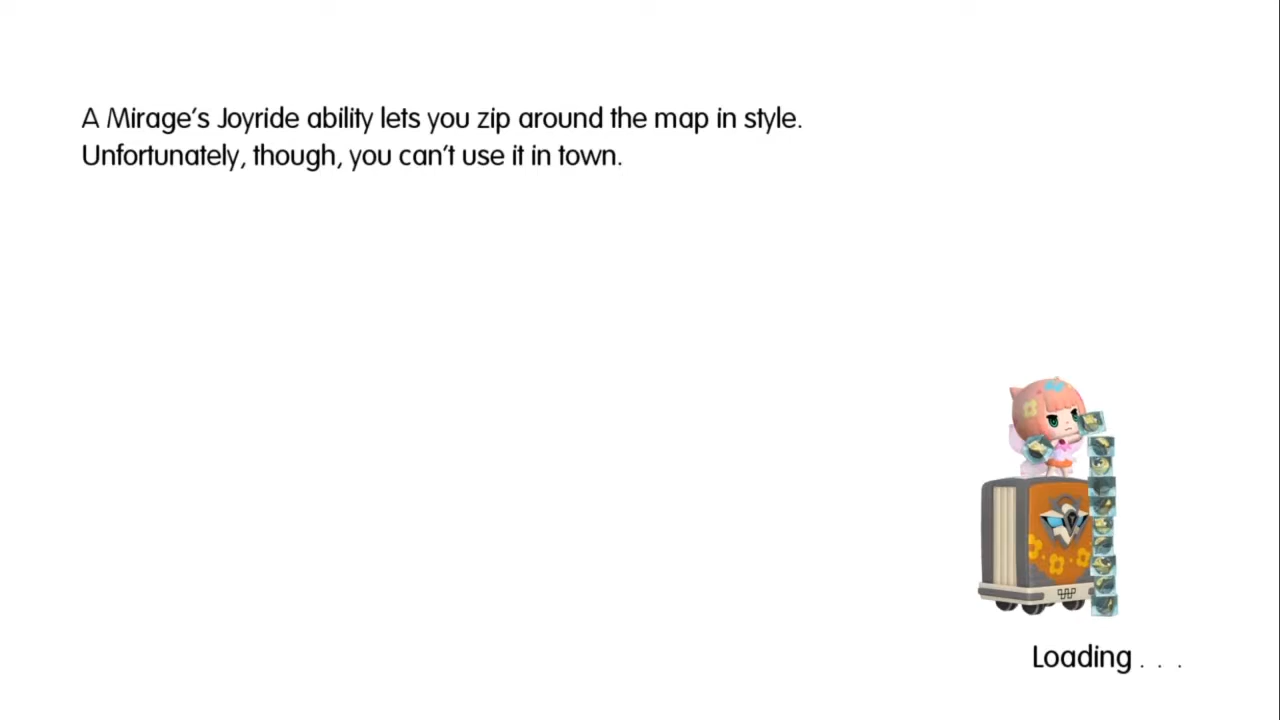 A Mirage's Joyride ability lets you zip around the map in style.
Unfortunately, though, you can't use it in town.
Loading . . .